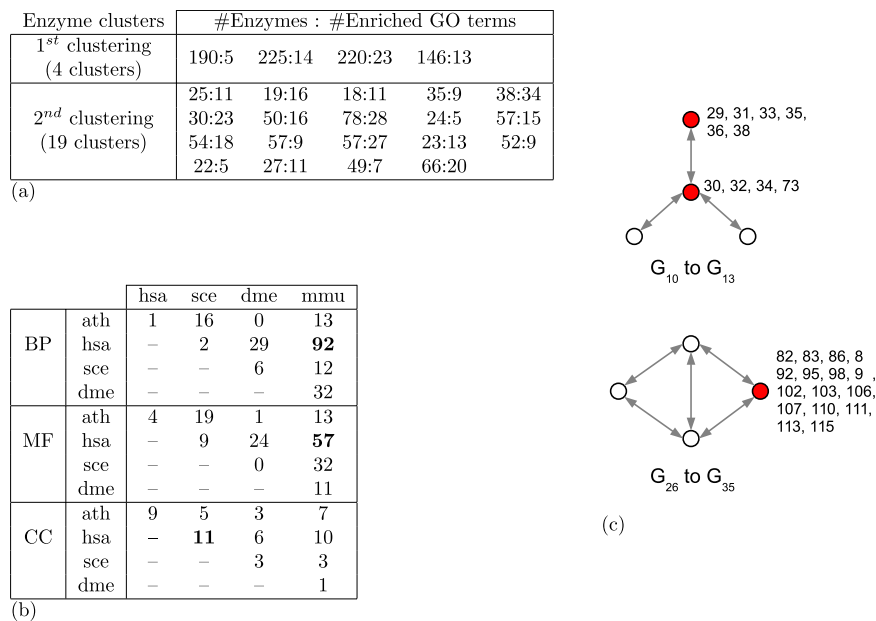 Enzyme clusters #Enzymes : #Enriched GO terms
1st clustering
(4 clusters)
190:5 225:14 220:23 146:13
2nd clustering
(19 clusters)
25:11 19:16 18:11 35:9 38:34
30:23 50:16 78:28 24:5 57:15
54:18 57:9 57:27 23:13 52:9
22:5 27:11 49:7 66:20
(a)
hsa sce dme mmu
BP
ath 1 16 0 13
hsa – 2 29 92
sce – – 6 12
dme – – – 32
MF
ath 4 19 1 13
hsa – 9 24 57
sce – – 0 32
dme – – – 11
CC
ath 9 5 3 7
hsa – 11 6 10
sce – – 3 3
dme – – – 1
(b)
29, 31, 33, 35,
36, 38
30, 32, 34, 73
G10 to G13
82, 83, 86, 8
92, 95, 98, 9 ,
102, 103, 106,
107, 110, 111,
113, 115
G26 to G35
(c)